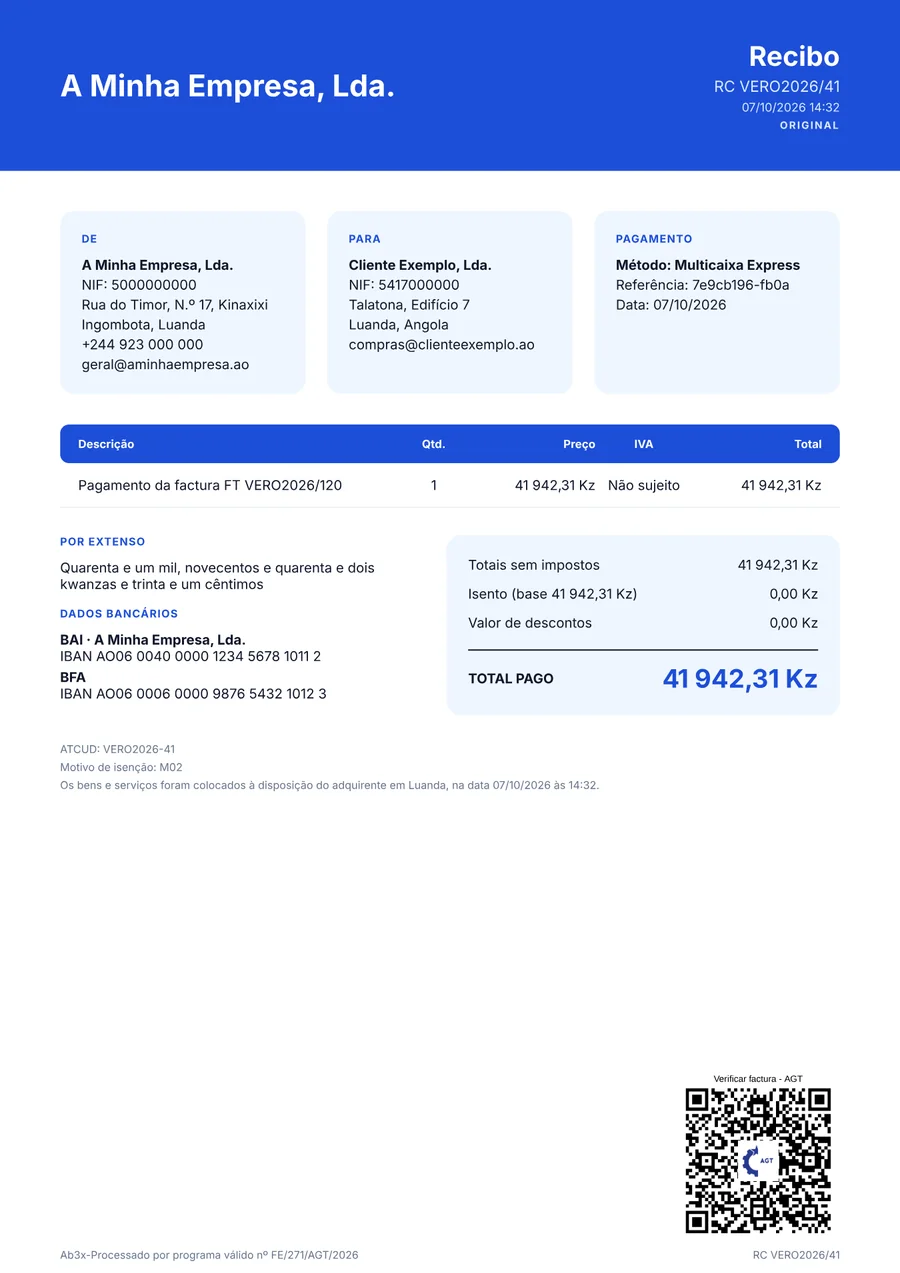 A Minha Empresa, Lda.
Recibo
RC VERO2026/41
07/10/2026 14:32
ORIGINAL
DE
A Minha Empresa, Lda.
NIF: 5000000000
Rua do Timor, N.º 17, Kinaxixi
Ingombota, Luanda
+244 923 000 000
geral@aminhaempresa.ao
PARA
Cliente Exemplo, Lda.
NIF: 5417000000
Talatona, Edifício 7
Luanda, Angola
compras@clienteexemplo.ao
PAGAMENTO
Método: Multicaixa Express
Referência: 7e9cb196-fb0a
Data: 07/10/2026
Descrição Qtd. Preço IVA Total
Pagamento da factura FT VERO2026/120 1 41 942,31 Kz Não sujeito 41 942,31 Kz
POR EXTENSO
Quarenta e um mil, novecentos e quarenta e dois
kwanzas e trinta e um cêntimos
DADOS BANCÁRIOS
BAI · A Minha Empresa, Lda.
IBAN AO06 0040 0000 1234 5678 1011 2
BFA
IBAN AO06 0006 0000 9876 5432 1012 3
Totais sem impostos 41 942,31 Kz
Isento (base 41 942,31 Kz) 0,00 Kz
Valor de descontos 0,00 Kz
TOTAL PAGO 41 942,31 Kz
ATCUD: VERO2026-41
Motivo de isenção: M02
Os bens e serviços foram colocados à disposição do adquirente em Luanda, na data 07/10/2026 às 14:32.
Verificar factura - AGT
AGT
Ab3x-Processado por programa válido nº FE/271/AGT/2026
RC VERO2026/41